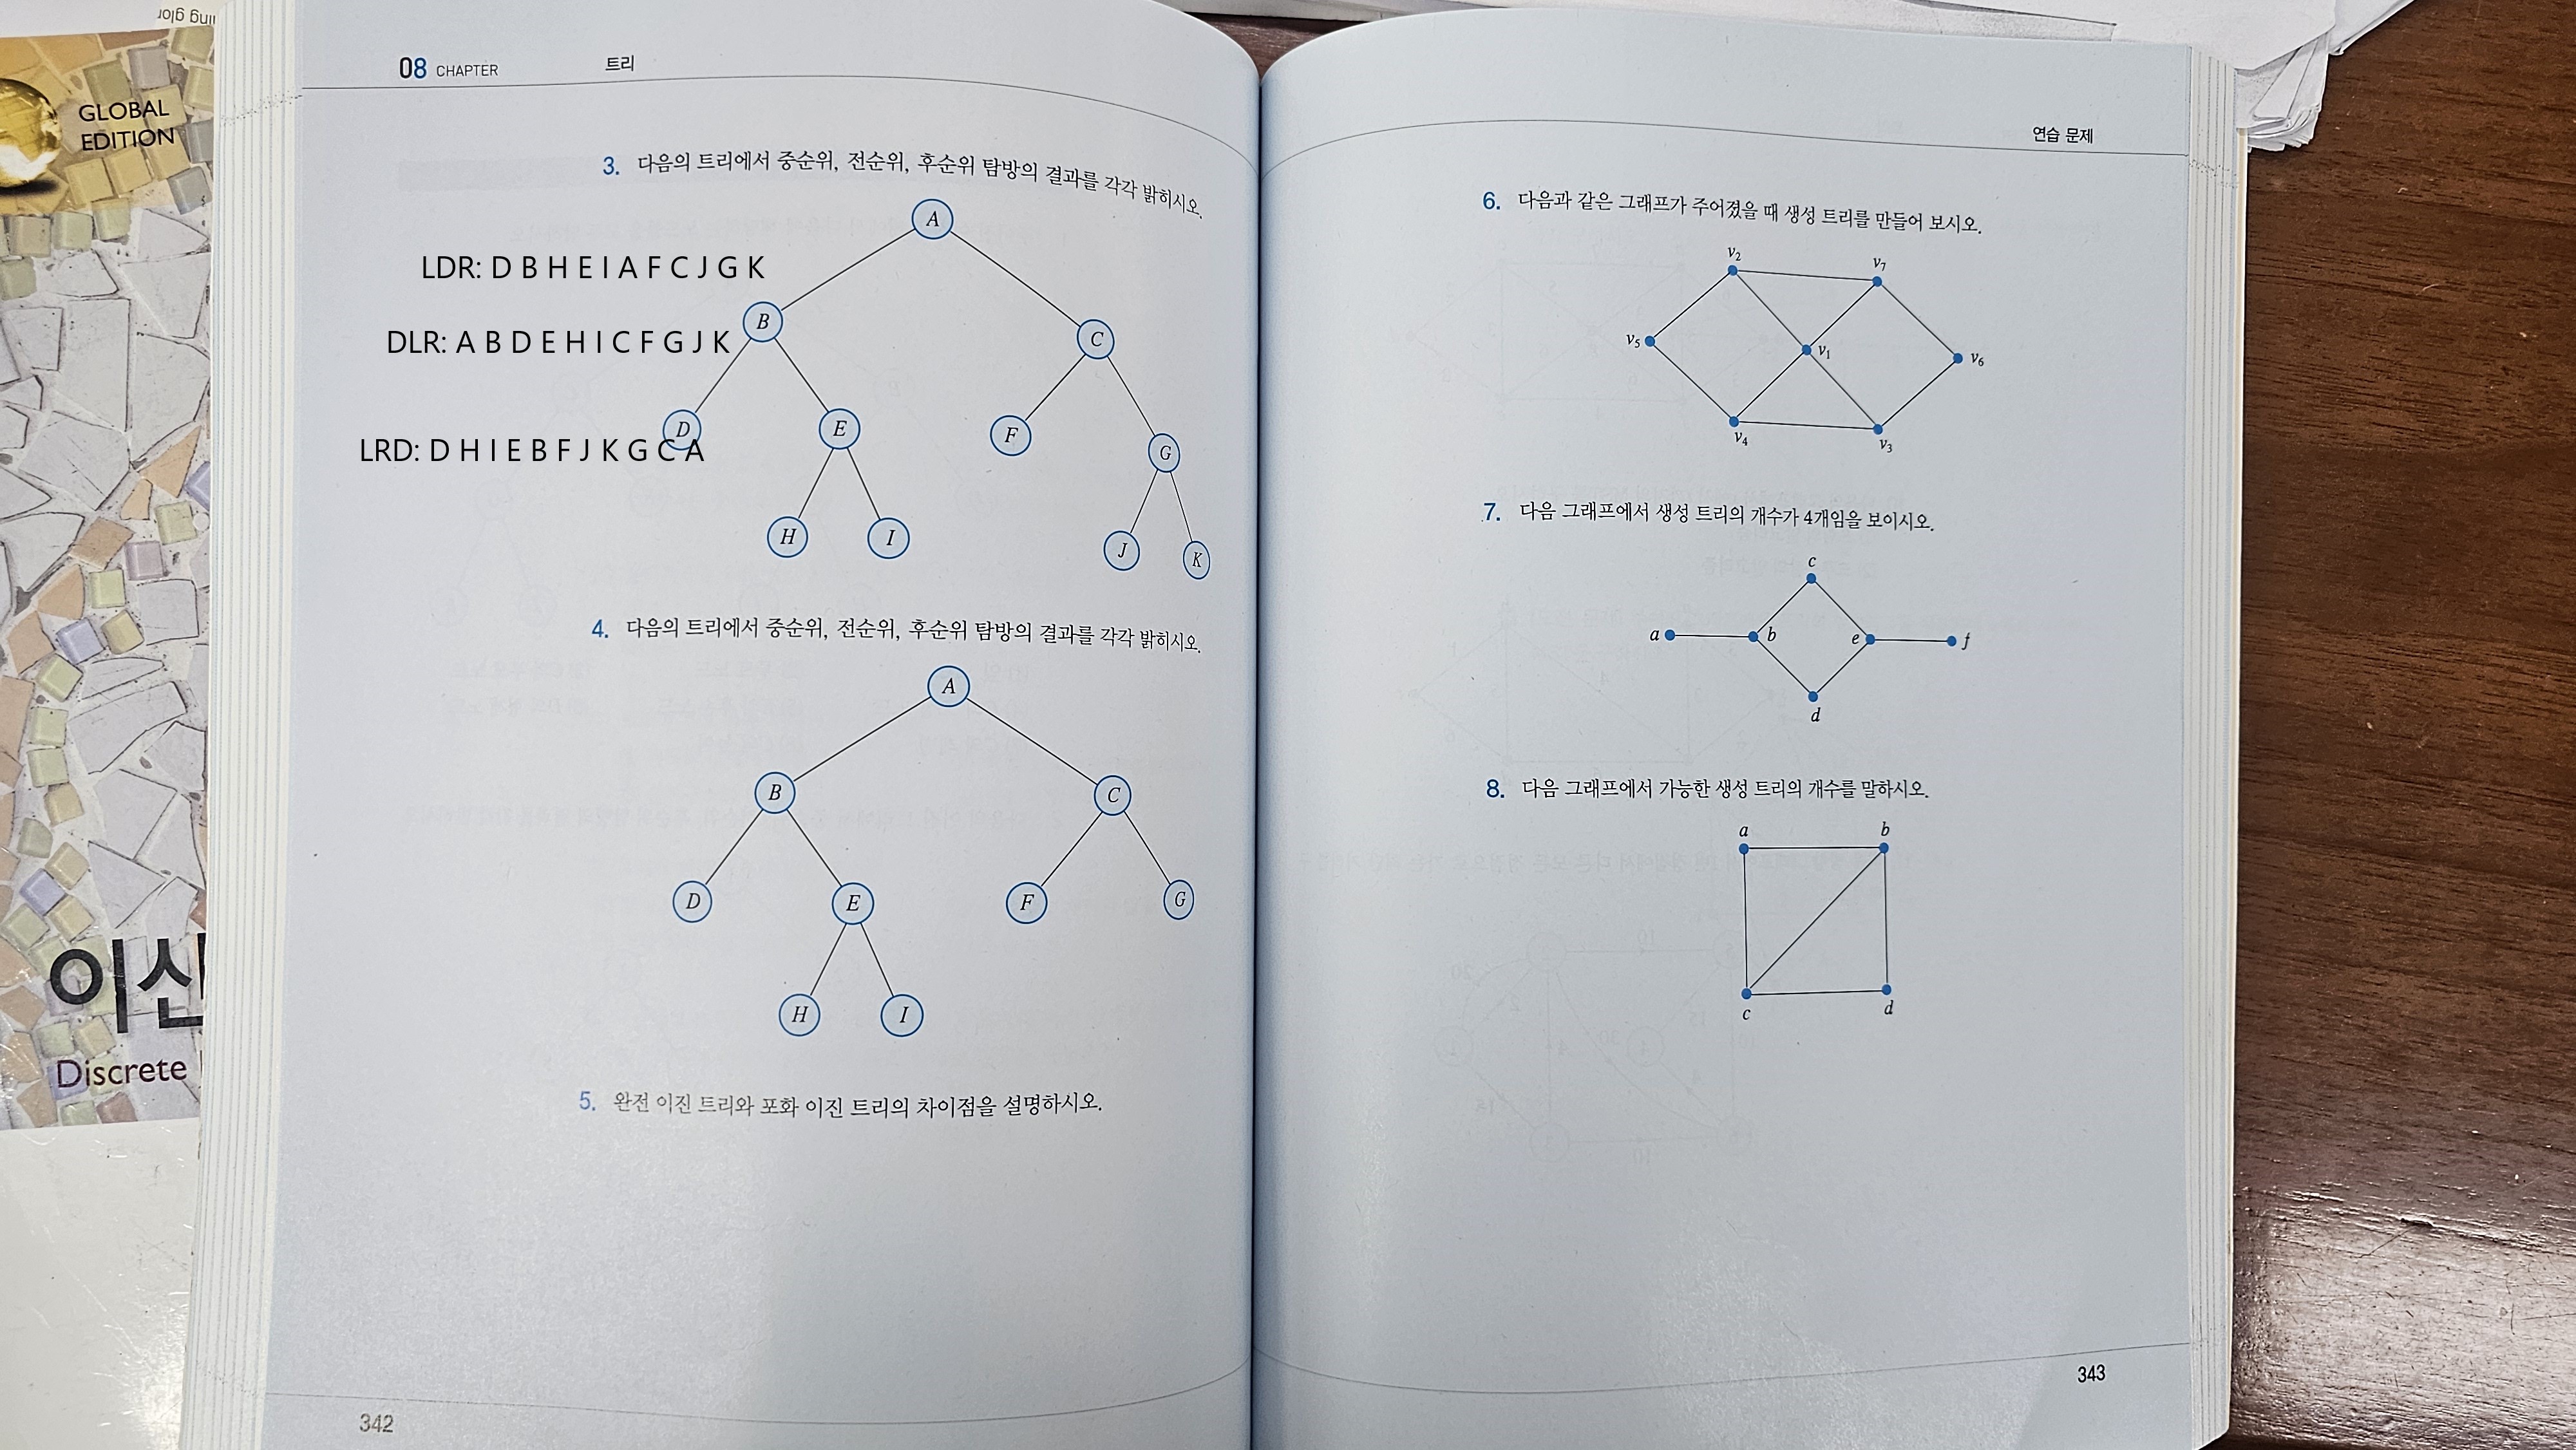 GLOBAL
EDITION
이산
Discrete
08 CHAPTER
트리
3. 다음의 트리에서 중순위, 전순위, 후순위 탐방의 결과를 각각 밝히시오.
A
LDR: D B H E I A F C J G K
B
C
DLR: A B D E H I C F G J K
D
E
F
G
LRD: D H I E B F J K G C A
H
I
J
K
4. 다음의 트리에서 중순위, 전순위, 후순위 탐방의 결과를 각각 밝히시오.
A
B
C
D
E
F
G
H
I
5. 완전 이진 트리와 포화 이진 트리의 차이점을 설명하시오.
342
연습 문제
6. 다음과 같은 그래프가 주어졌을 때 생성 트리를 만들어 보시오.
v2
v7
v5
v1
v6
v4
v3
7. 다음 그래프에서 생성 트리의 개수가 4개임을 보이시오.
c
a
b
e
f
d
8. 다음 그래프에서 가능한 생성 트리의 개수를 말하시오.
a
b
c
d
343